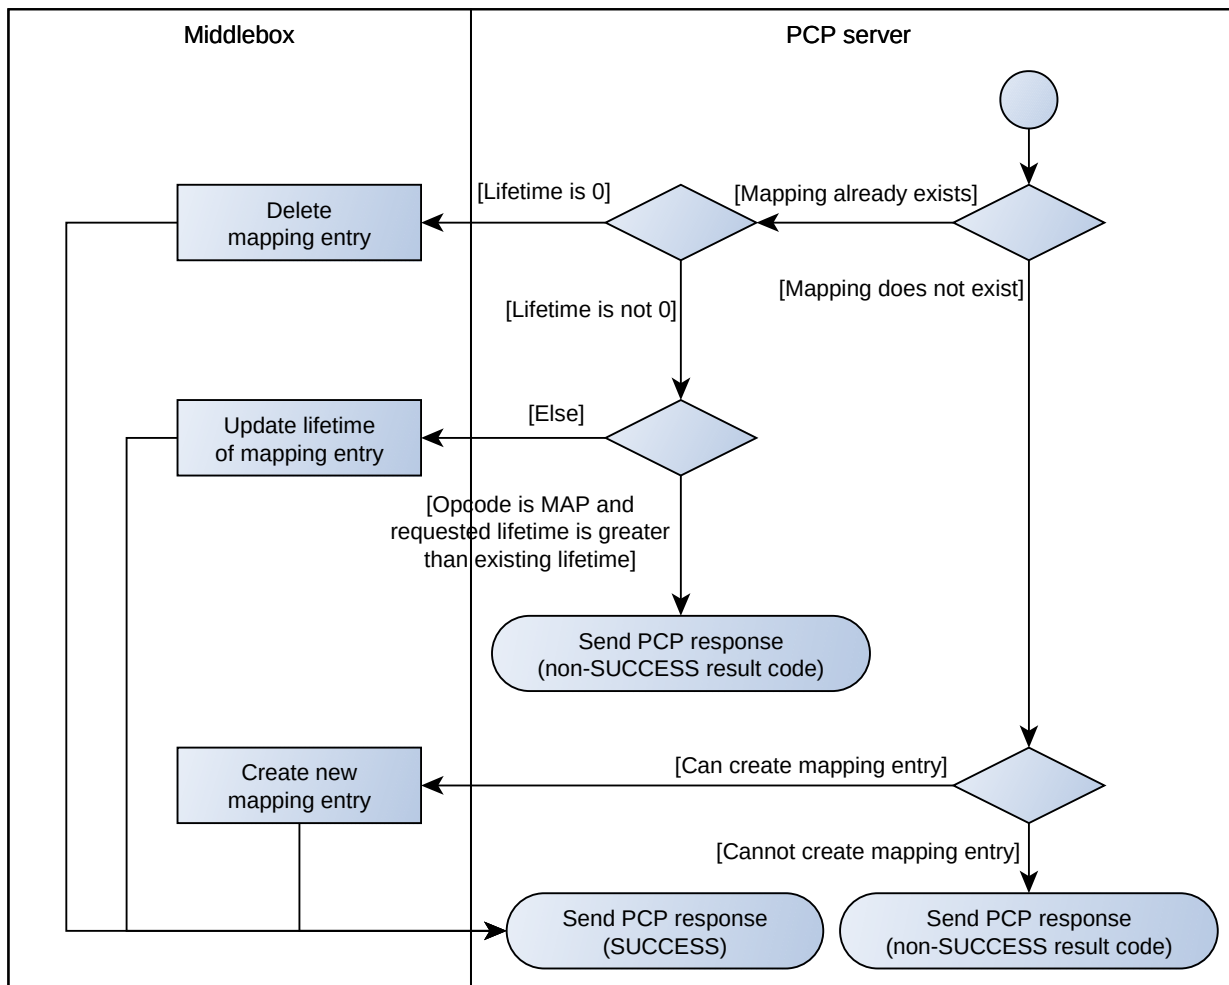 Middlebox
PCP server
[Lifetime is 0]
[Mapping already exists]
Delete
mapping entry
[Mapping does not exist]
[Lifetime is not 0]
[Else]
Update lifetime
of mapping entry
[Opcode is MAP and
requested lifetime is greater
than existing lifetime]
Send PCP response
(non-SUCCESS result code)
[Can create mapping entry]
Create new
mapping entry
[Cannot create mapping entry]
Send PCP response
(SUCCESS)
Send PCP response
(non-SUCCESS result code)